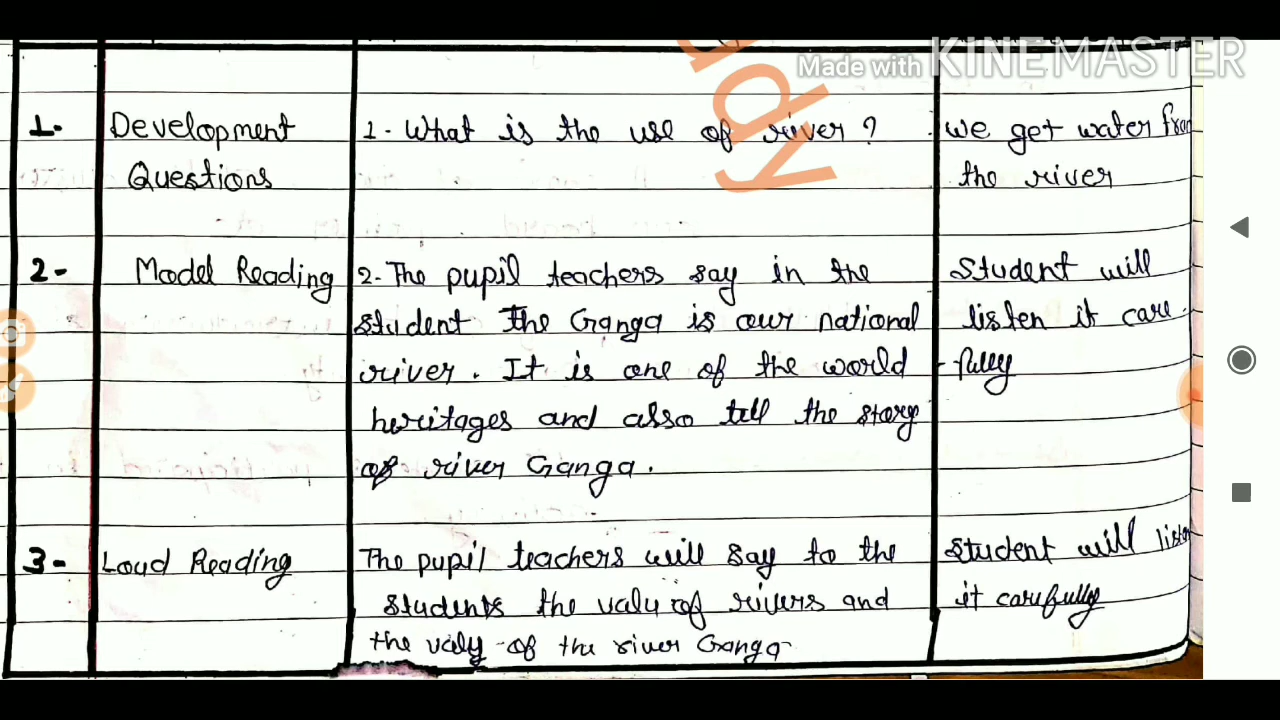 Made with KINEMASTER
udy
1-
Development
Questions
1- What is the use of river ?
We get water from
the river
2-
Model Reading
2- The pupil teachers say in the
student The Ganga is our national
river. It is one of the world
heritages and also tell the story
of river Ganga.
Student will
listen it care-
- fully
3-
Loud Reading
The pupil teachers will say to the
students the valu of rivers and
the valy of the river Ganga
Student will listen
it carefully